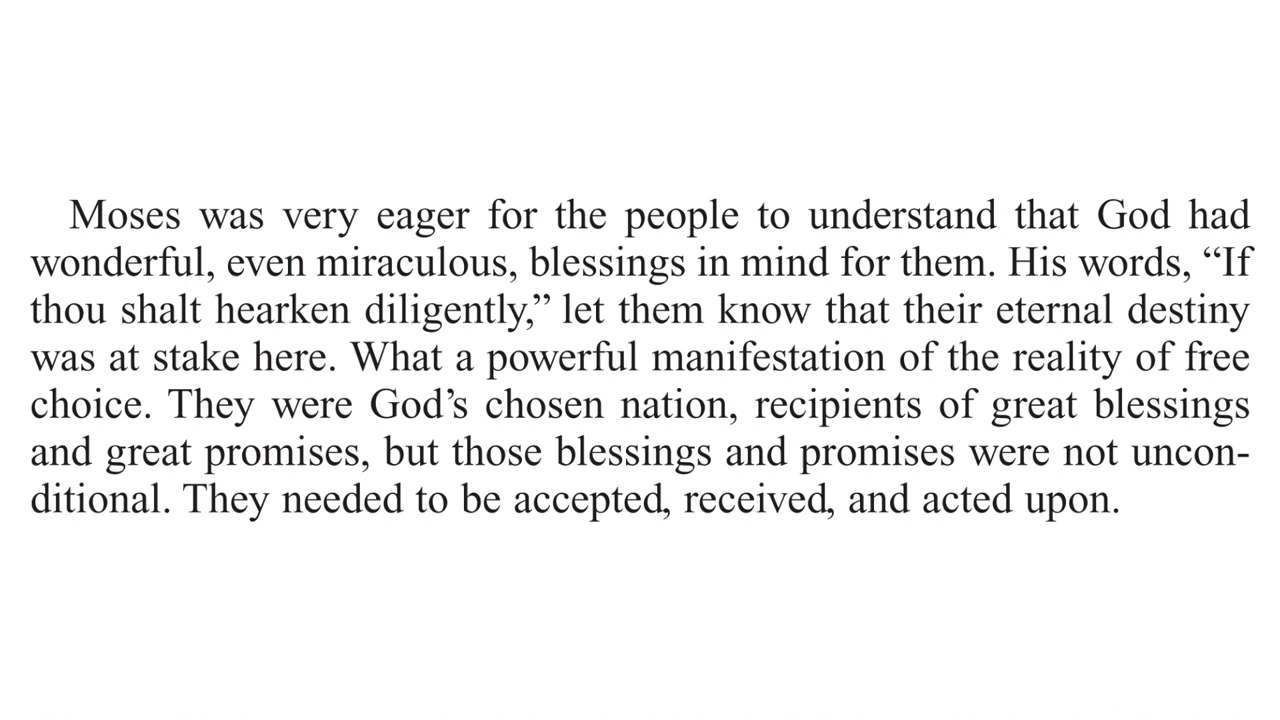 Moses was very eager for the people to understand that God had
wonderful, even miraculous, blessings in mind for them. His words, “If
thou shalt hearken diligently,” let them know that their eternal destiny
was at stake here. What a powerful manifestation of the reality of free
choice. They were God’s chosen nation, recipients of great blessings
and great promises, but those blessings and promises were not uncon-
ditional. They needed to be accepted, received, and acted upon.